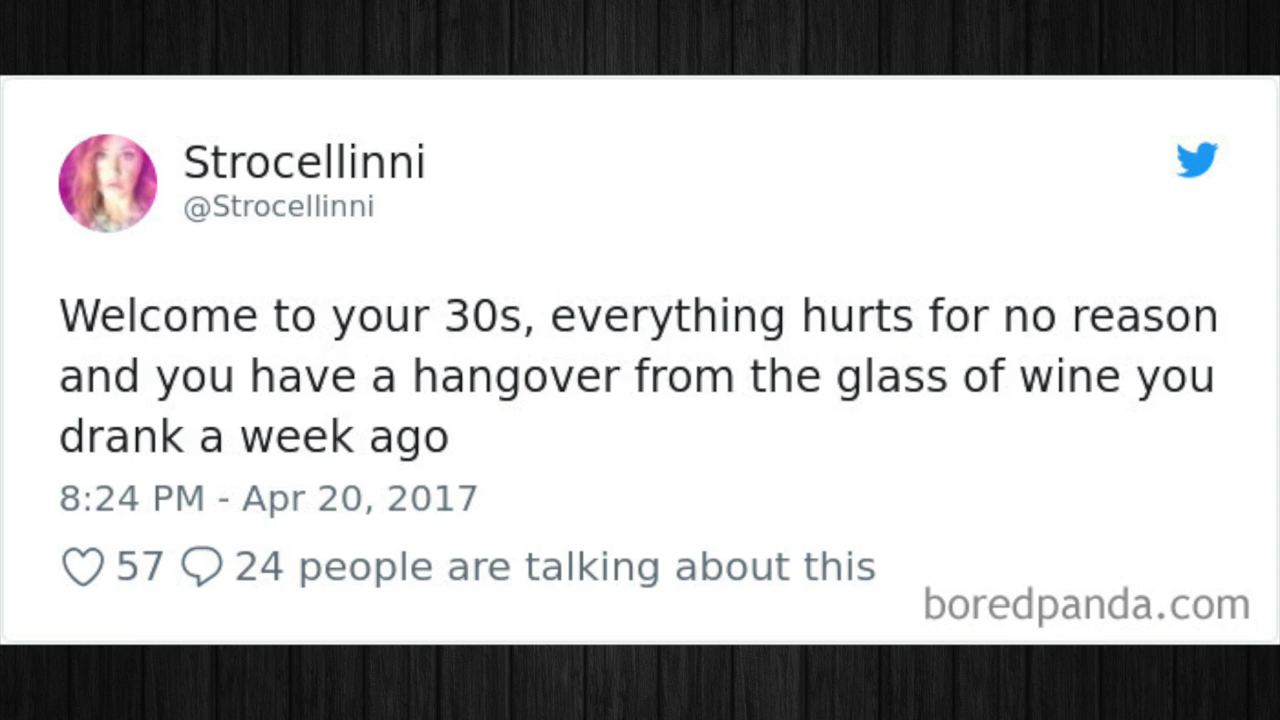 Strocellinni
@Strocellinni
Welcome to your 30s, everything hurts for no reason
and you have a hangover from the glass of wine you
drank a week ago
8:24 PM - Apr 20, 2017
57 24 people are talking about this
boredpanda.com